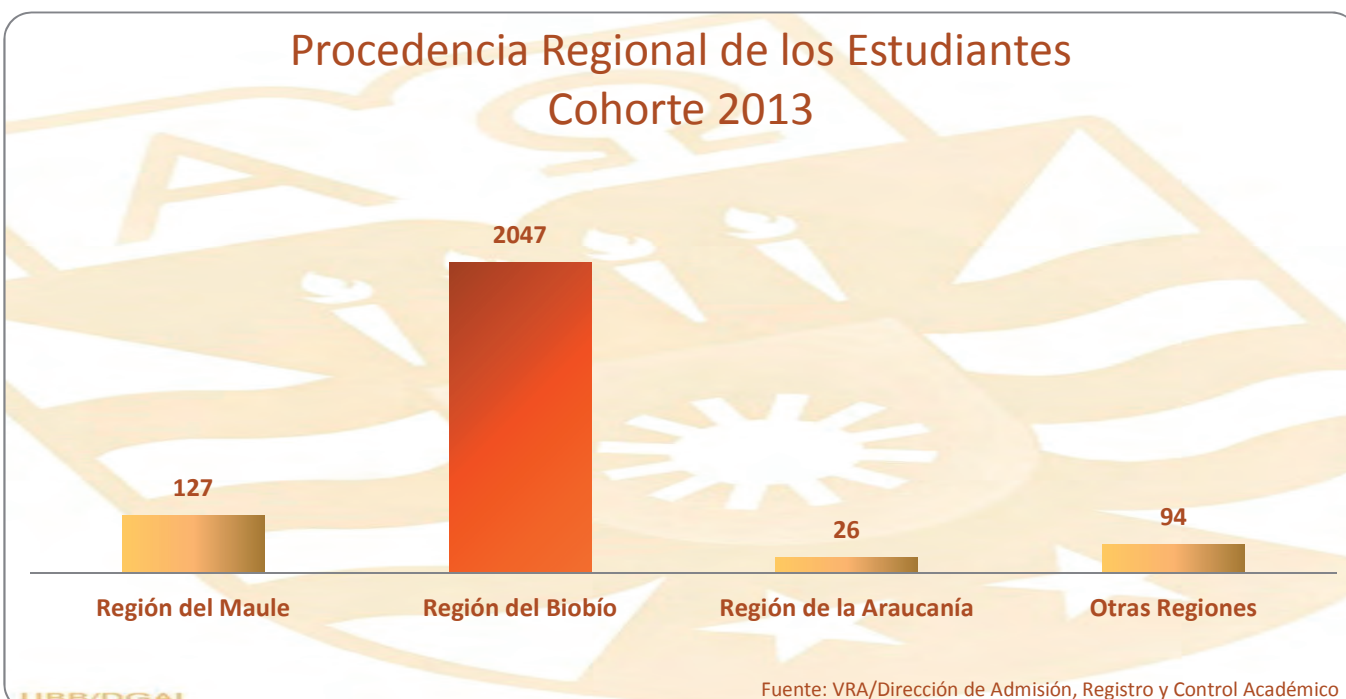 Procedencia Regional de los Estudiantes
Cohorte 2013
2047
127
26
94
Región del Maule
Región del Biobío
Región de la Araucanía
Otras Regiones
Fuente: VRA/Dirección de Admisión, Registro y Control Académico